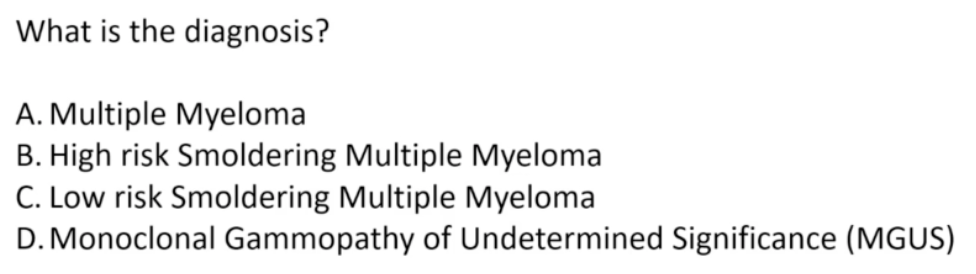 What is the diagnosis?
A. Multiple Myeloma
B. High risk Smoldering Multiple Myeloma
C. Low risk Smoldering Multiple Myeloma
D. Monoclonal Gammopathy of Undetermined Significance (MGUS)